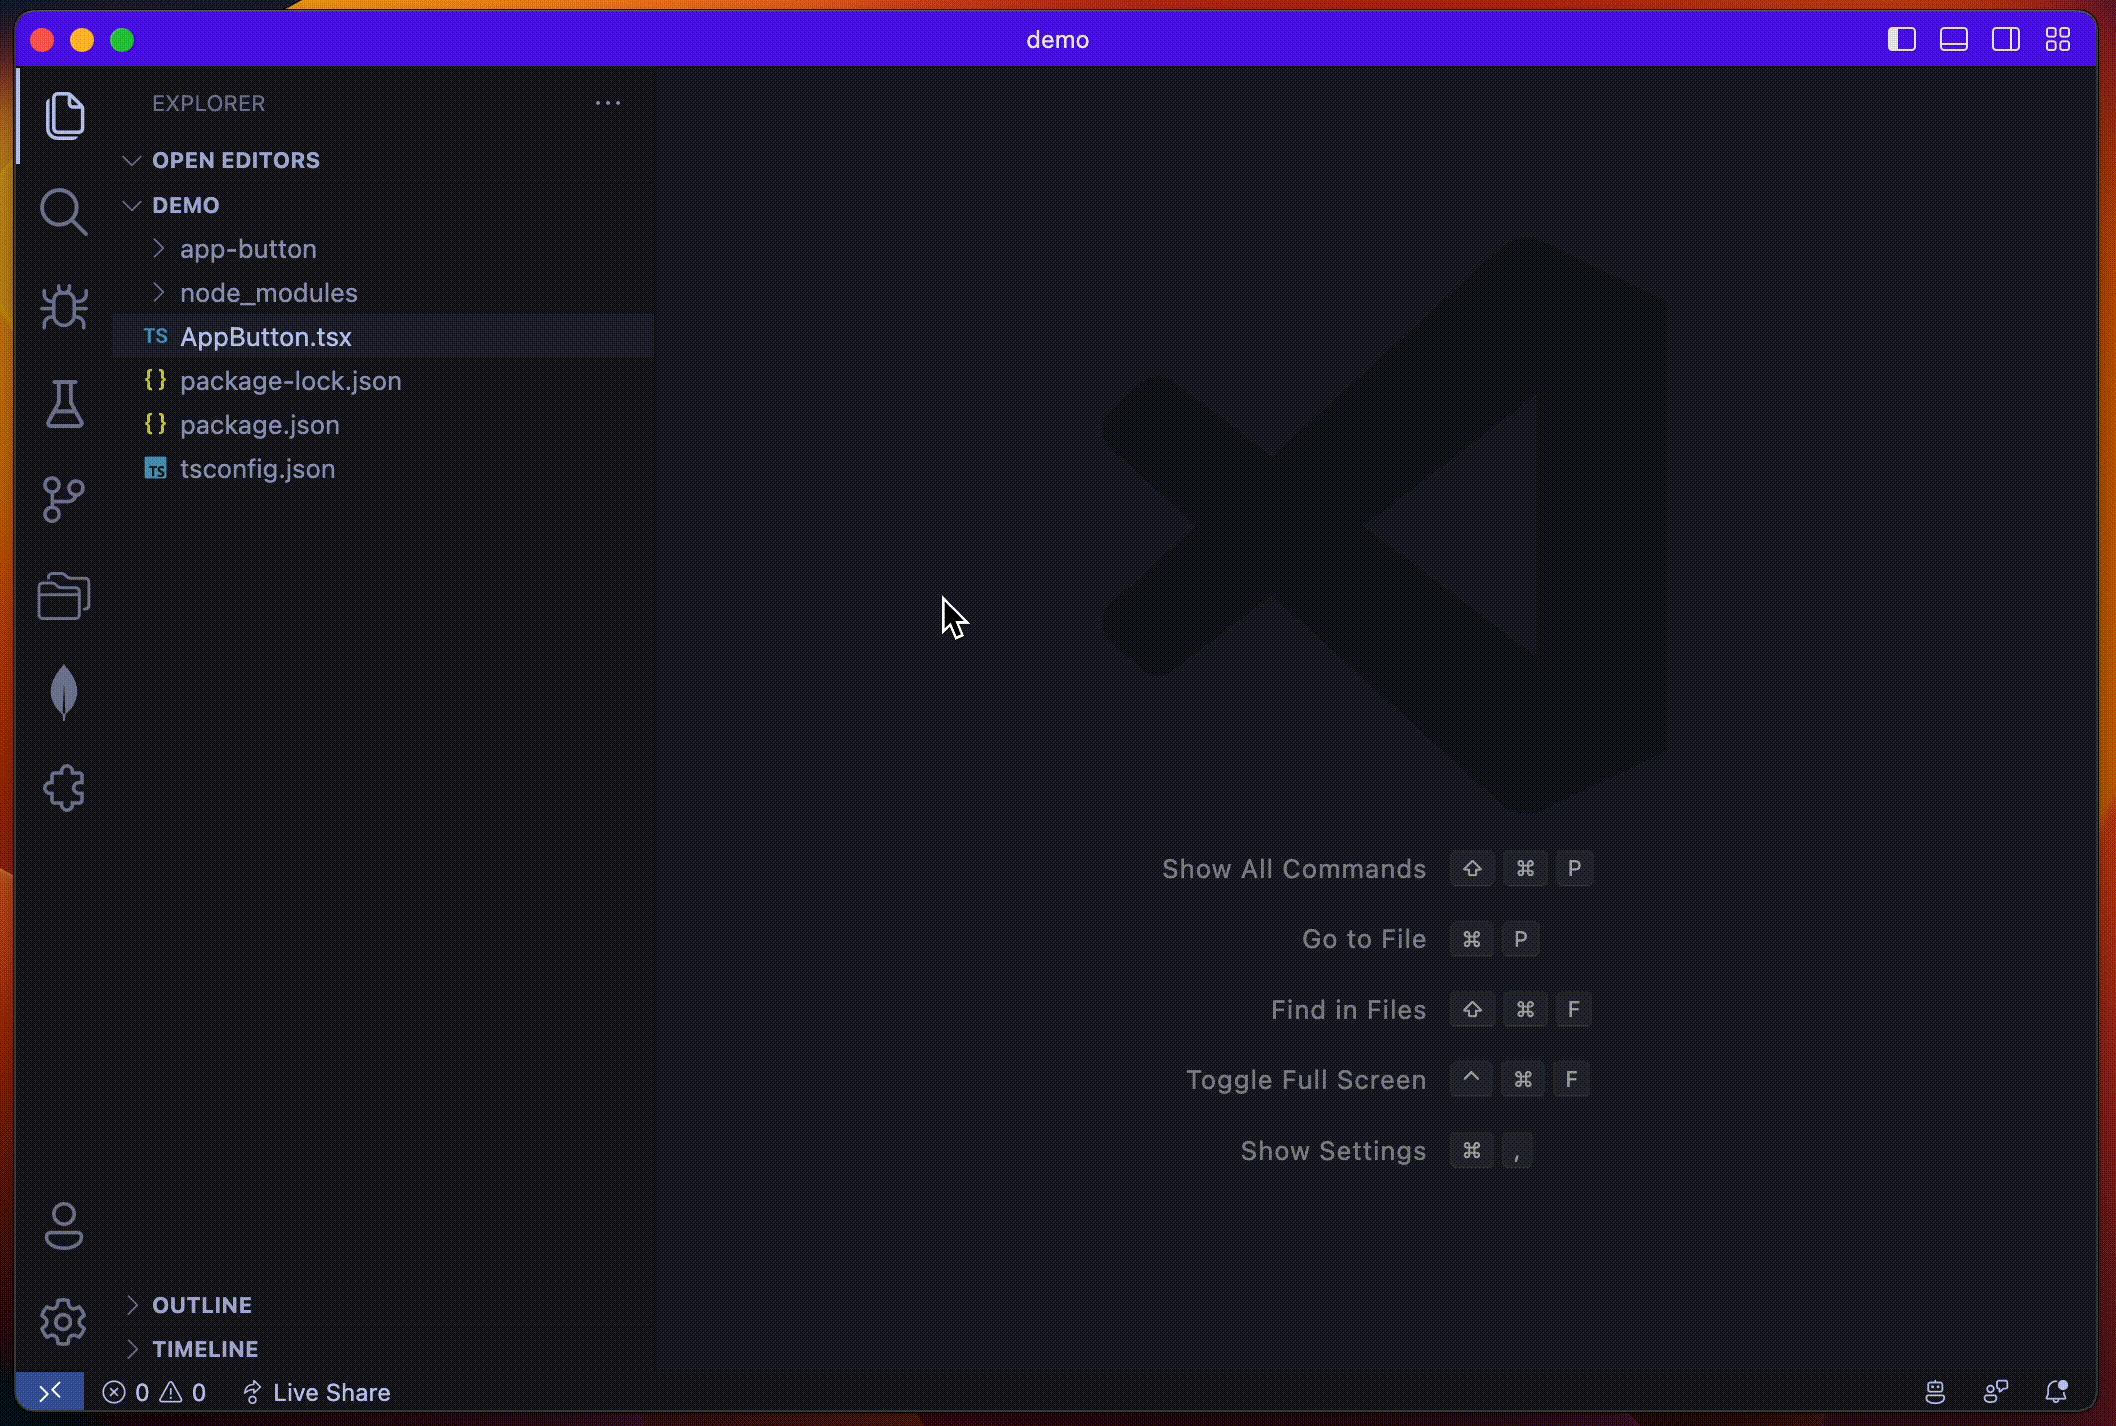 demo
EXPLORER
OPEN EDITORS
DEMO
app-button
node_modules
TS AppButton.tsx
{} package-lock.json
{} package.json
TS tsconfig.json
Show All Commands ⇧ ⌘ P
Go to File ⌘ P
Find in Files ⇧ ⌘ F
Toggle Full Screen ^ ⌘ F
Show Settings ⌘ ,
OUTLINE
TIMELINE
0 0 Live Share